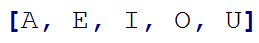 [A, E, I, O, U]